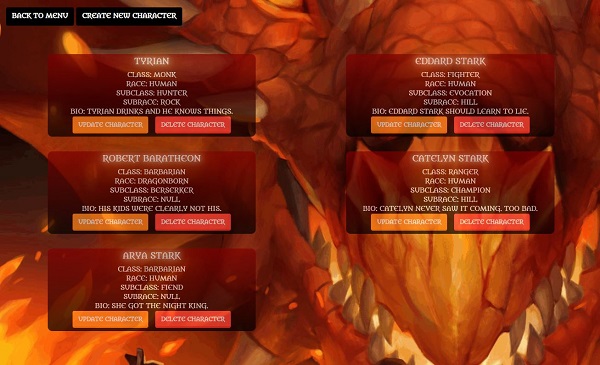 BACK TO MENU
CREATE NEW CHARACTER
TYRIAN
CLASS: MONK
RACE: HUMAN
SUBCLASS: HUNTER
SUBRACE: ROCK
BIO: TYRIAN DRINKS AND HE KNOWS THINGS.
UPDATE CHARACTER
DELETE CHARACTER
EDDARD STARK
CLASS: FIGHTER
RACE: HUMAN
SUBCLASS: EVOCATION
SUBRACE: HILL
BIO: EDDARD STARK SHOULD LEARN TO LIE.
UPDATE CHARACTER
DELETE CHARACTER
ROBERT BARATHEON
CLASS: BARBARIAN
RACE: DRAGONBORN
SUBCLASS: BERSERKER
SUBRACE: NULL
BIO: HIS KIDS WERE CLEARLY NOT HIS.
UPDATE CHARACTER
DELETE CHARACTER
CATELYN STARK
CLASS: RANGER
RACE: HUMAN
SUBCLASS: CHAMPION
SUBRACE: HILL
BIO: CATELYN NEVER SAW IT COMING. TOO BAD.
UPDATE CHARACTER
DELETE CHARACTER
ARYA STARK
CLASS: BARBARIAN
RACE: HUMAN
SUBCLASS: FIEND
SUBRACE: NULL
BIO: SHE GOT THE NIGHT KING.
UPDATE CHARACTER
DELETE CHARACTER